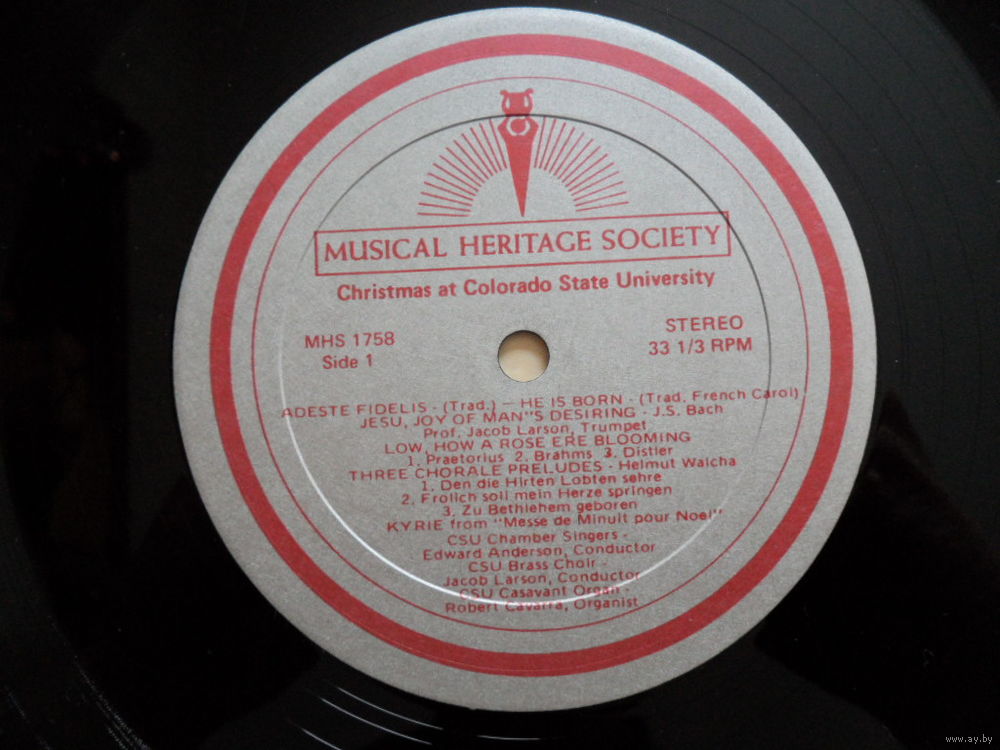 MUSICAL HERITAGE SOCIETY
Christmas at Colorado State University
MHS 1758
Side 1
STEREO
33 1/3 RPM
ADESTE FIDELIS - (Trad.) — HE IS BORN - (Trad. French Carol)
JESU, JOY OF MAN"S DESIRING - J.S. Bach
Prof. Jacob Larson, Trumpet
LOW, HOW A ROSE ERE BLOOMING
1. Praetorius 2. Brahms 3. Distler
THREE CHORALE PRELUDES - Helmut Walcha
1. Den die Hirten Lobten sehre
2. Frolich soll mein Herze springen
3. Zu Bethlehem geboren
KYRIE from "Messe de Minuit pour Noel"
CSU Chamber Singers -
Edward Anderson, Conductor
CSU Brass Choir -
Jacob Larson, Conductor
CSU Casavant Organ -
Robert Cavarra, Organist
www.ay.by